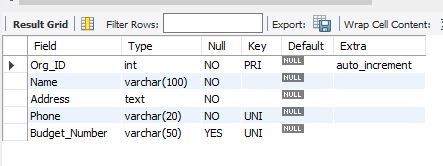 Result Grid Filter Rows: Export: Wrap Cell Content:
Field Type Null Key Default Extra
Org_ID int NO PRI NULL auto_increment
Name varchar(100) NO NULL
Address text NO NULL
Phone varchar(20) NO UNI NULL
Budget_Number varchar(50) YES UNI NULL